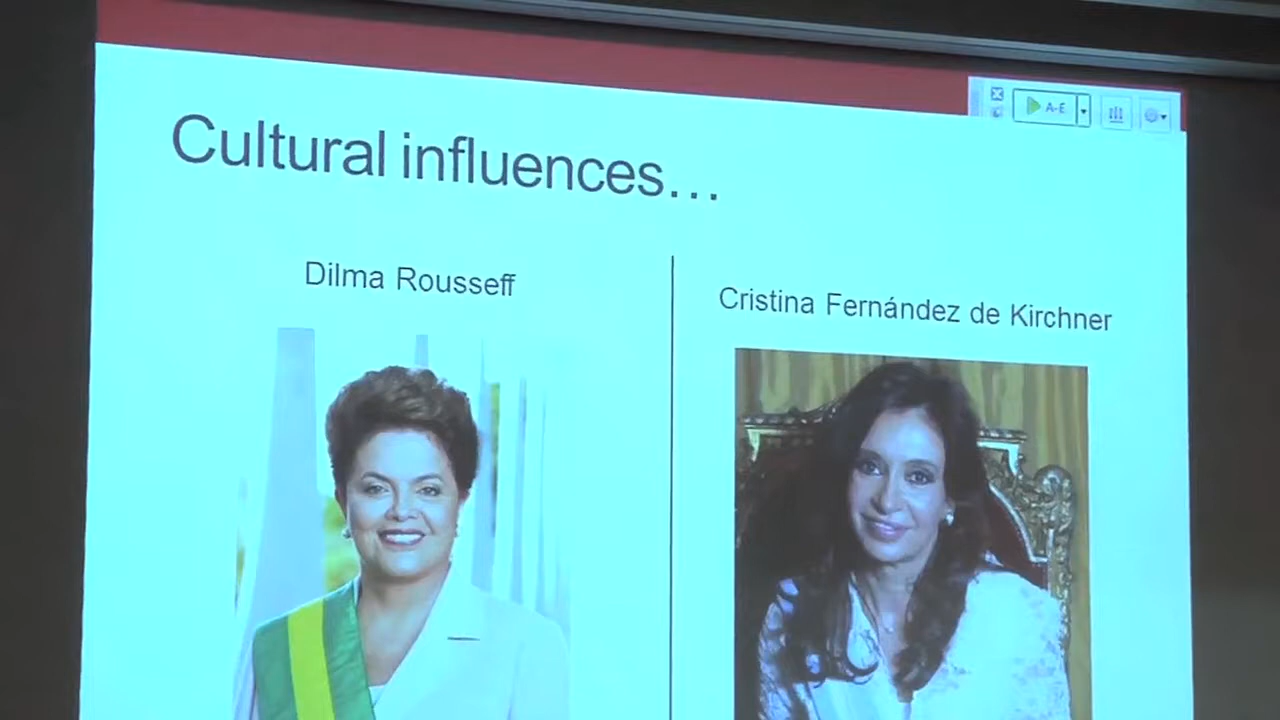 A-E
Cultural influences…
Dilma Rousseff
Cristina Fernández de Kirchner